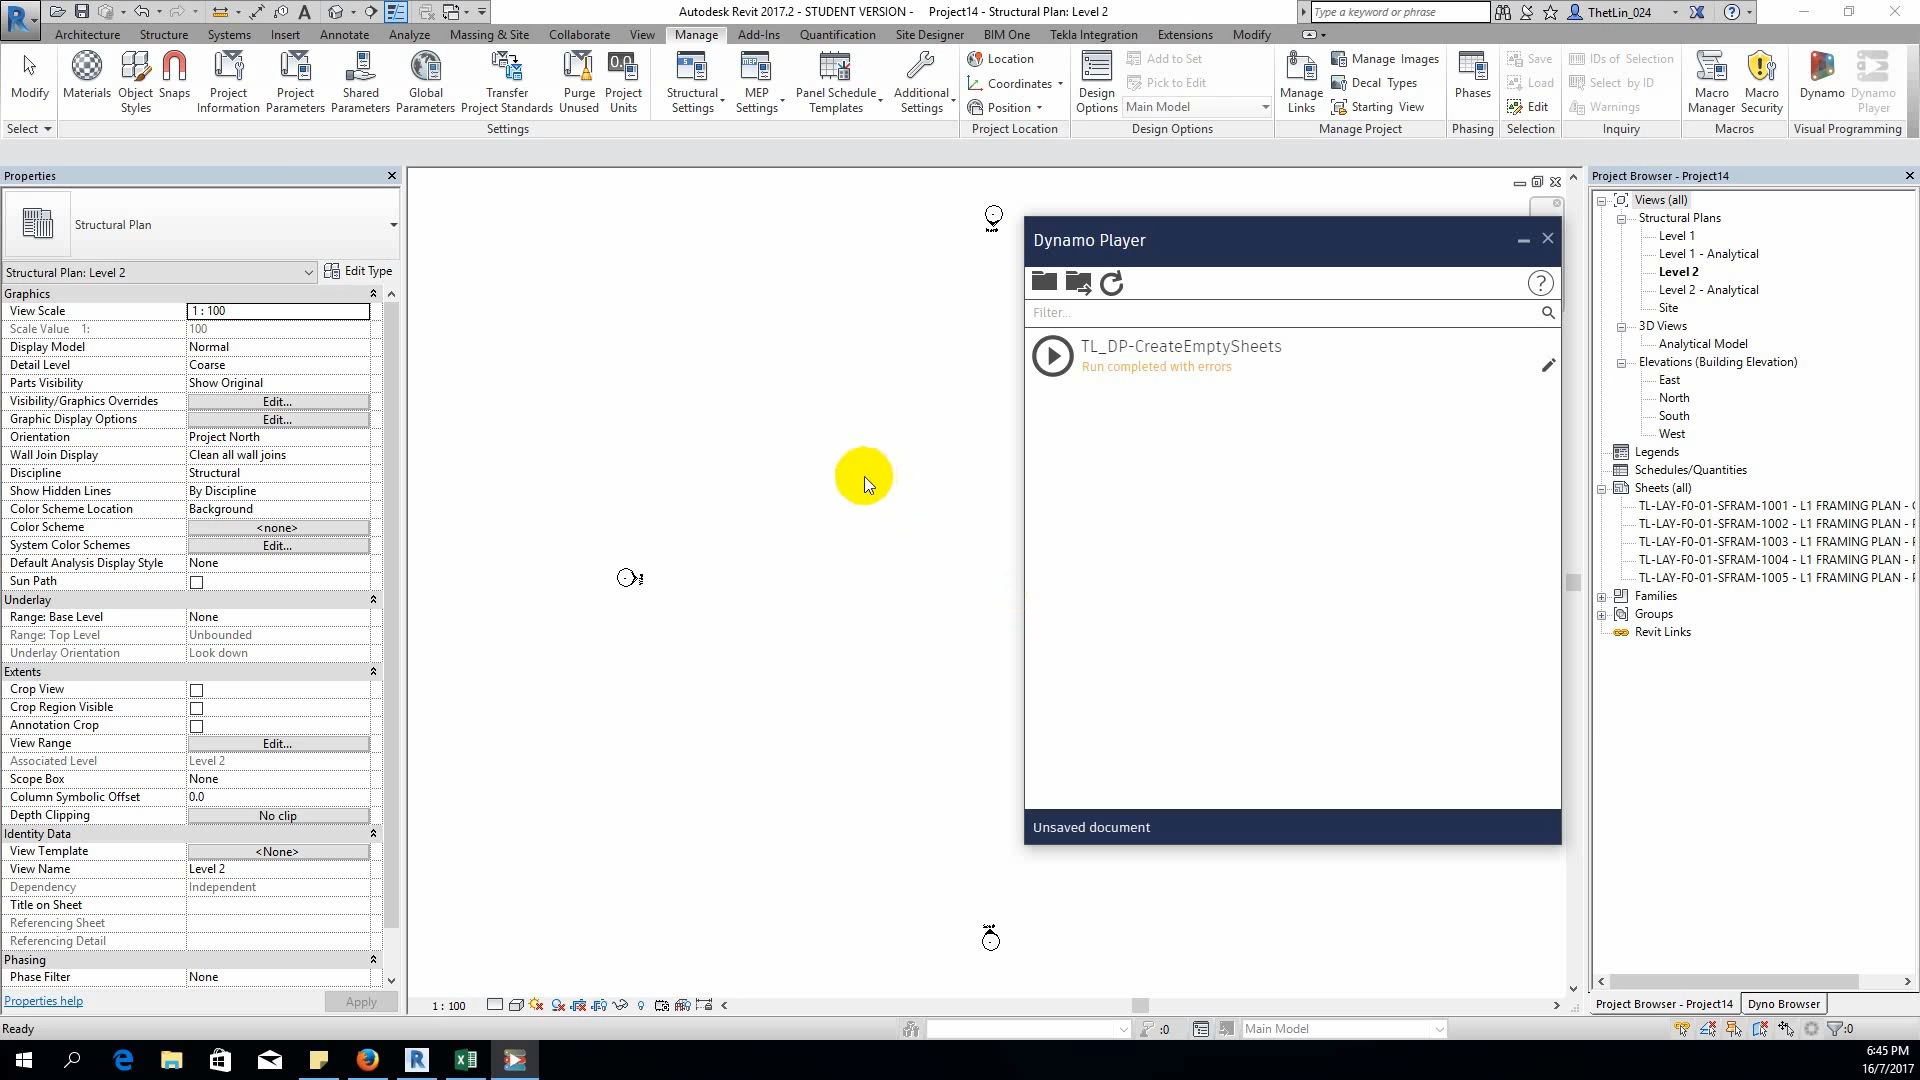 Autodesk Revit 2017.2 - STUDENT VERSION - Project14 - Structural Plan: Level 2
Type a keyword or phrase
ThetLin_024
Architecture Structure Systems Insert Annotate Analyze Massing & Site Collaborate View Manage Add-Ins Quantification Site Designer BIM One Tekla Integration Extensions Modify
Modify
Materials
Object Styles
Snaps
Project Information
Project Parameters
Shared Parameters
Global Parameters
Transfer Project Standards
Purge Unused
Project Units
Structural Settings
MEP Settings
Panel Schedule Templates
Additional Settings
Location
Coordinates
Position
Design Options
Add to Set
Pick to Edit
Main Model
Manage Links
Manage Images
Decal Types
Starting View
Phases
Save
Load
Edit
IDs of Selection
Select by ID
Warnings
Macro Manager
Macro Security
Dynamo
Dynamo Player
Select
Settings
Project Location
Design Options
Manage Project
Phasing
Selection
Inquiry
Macros
Visual Programming
Properties
Structural Plan
Structural Plan: Level 2
Edit Type
Graphics
View Scale 1 : 100
Scale Value 1: 100
Display Model Normal
Detail Level Coarse
Parts Visibility Show Original
Visibility/Graphics Overrides Edit...
Graphic Display Options Edit...
Orientation Project North
Wall Join Display Clean all wall joins
Discipline Structural
Show Hidden Lines By Discipline
Color Scheme Location Background
Color Scheme <none>
System Color Schemes Edit...
Default Analysis Display Style None
Sun Path
Underlay
Range: Base Level None
Range: Top Level Unbounded
Underlay Orientation Look down
Extents
Crop View
Crop Region Visible
Annotation Crop
View Range Edit...
Associated Level Level 2
Scope Box None
Column Symbolic Offset 0.0
Depth Clipping No clip
Identity Data
View Template <None>
View Name Level 2
Dependency Independent
Title on Sheet
Referencing Sheet
Referencing Detail
Phasing
Phase Filter None
Properties help
Apply
Dynamo Player
Filter...
TL_DP-CreateEmptySheets
Run completed with errors
Unsaved document
1 : 100
Project Browser - Project14
Views (all)
Structural Plans
Level 1
Level 1 - Analytical
Level 2
Level 2 - Analytical
Site
3D Views
Analytical Model
Elevations (Building Elevation)
East
North
South
West
Legends
Schedules/Quantities
Sheets (all)
TL-LAY-F0-01-SFRAM-1001 - L1 FRAMING PLAN -
TL-LAY-F0-01-SFRAM-1002 - L1 FRAMING PLAN -
TL-LAY-F0-01-SFRAM-1003 - L1 FRAMING PLAN -
TL-LAY-F0-01-SFRAM-1004 - L1 FRAMING PLAN -
TL-LAY-F0-01-SFRAM-1005 - L1 FRAMING PLAN -
Families
Groups
Revit Links
Project Browser - Project14
Dyno Browser
Ready
:0
Main Model
:0
6:45 PM
16/7/2017